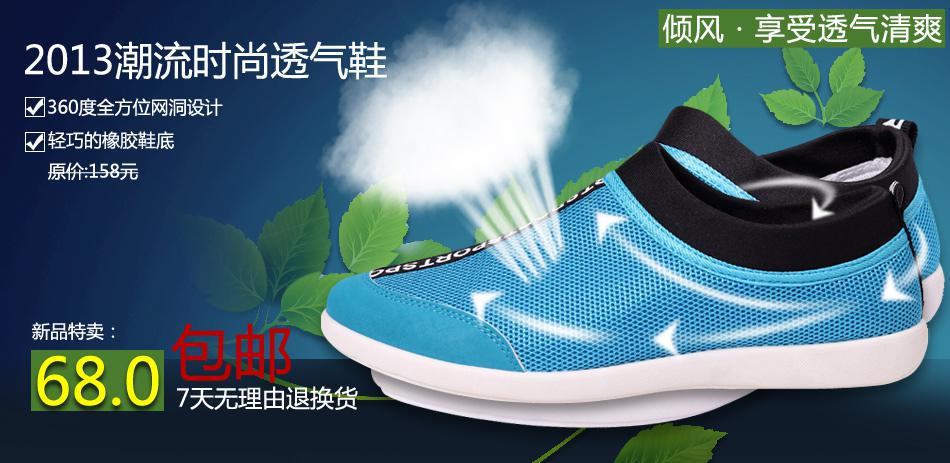 倾风·享受透气清爽
2013潮流时尚透气鞋
360度全方位网洞设计
轻巧的橡胶鞋底
原价:158元
SPORTSPO
新品特卖：
包邮
68.0
7天无理由退换货